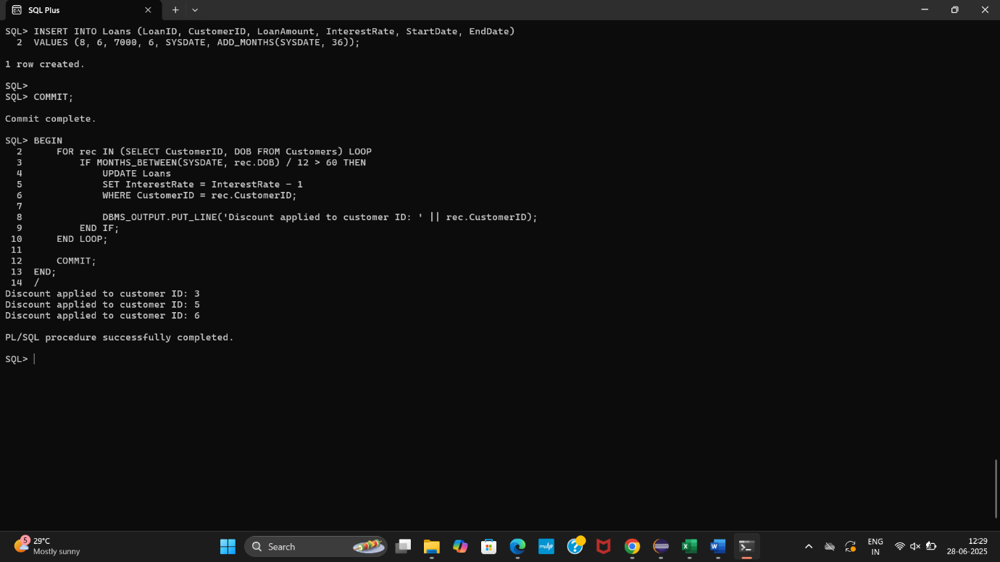 SQL Plus
SQL> INSERT INTO Loans (LoanID, CustomerID, LoanAmount, InterestRate, StartDate, EndDate)
  2  VALUES (8, 6, 7000, 6, SYSDATE, ADD_MONTHS(SYSDATE, 36));
1 row created.
SQL>
SQL> COMMIT;
Commit complete.
SQL> BEGIN
  2      FOR rec IN (SELECT CustomerID, DOB FROM Customers) LOOP
  3          IF MONTHS_BETWEEN(SYSDATE, rec.DOB) / 12 > 60 THEN
  4              UPDATE Loans
  5              SET InterestRate = InterestRate - 1
  6              WHERE CustomerID = rec.CustomerID;
  7
  8              DBMS_OUTPUT.PUT_LINE('Discount applied to customer ID: ' || rec.CustomerID);
  9          END IF;
 10      END LOOP;
 11
 12      COMMIT;
 13  END;
 14  /
Discount applied to customer ID: 3
Discount applied to customer ID: 5
Discount applied to customer ID: 6
PL/SQL procedure successfully completed.
SQL>
5
29°C
Mostly sunny
Search
myhp
ENG
IN
12:29
28-06-2025